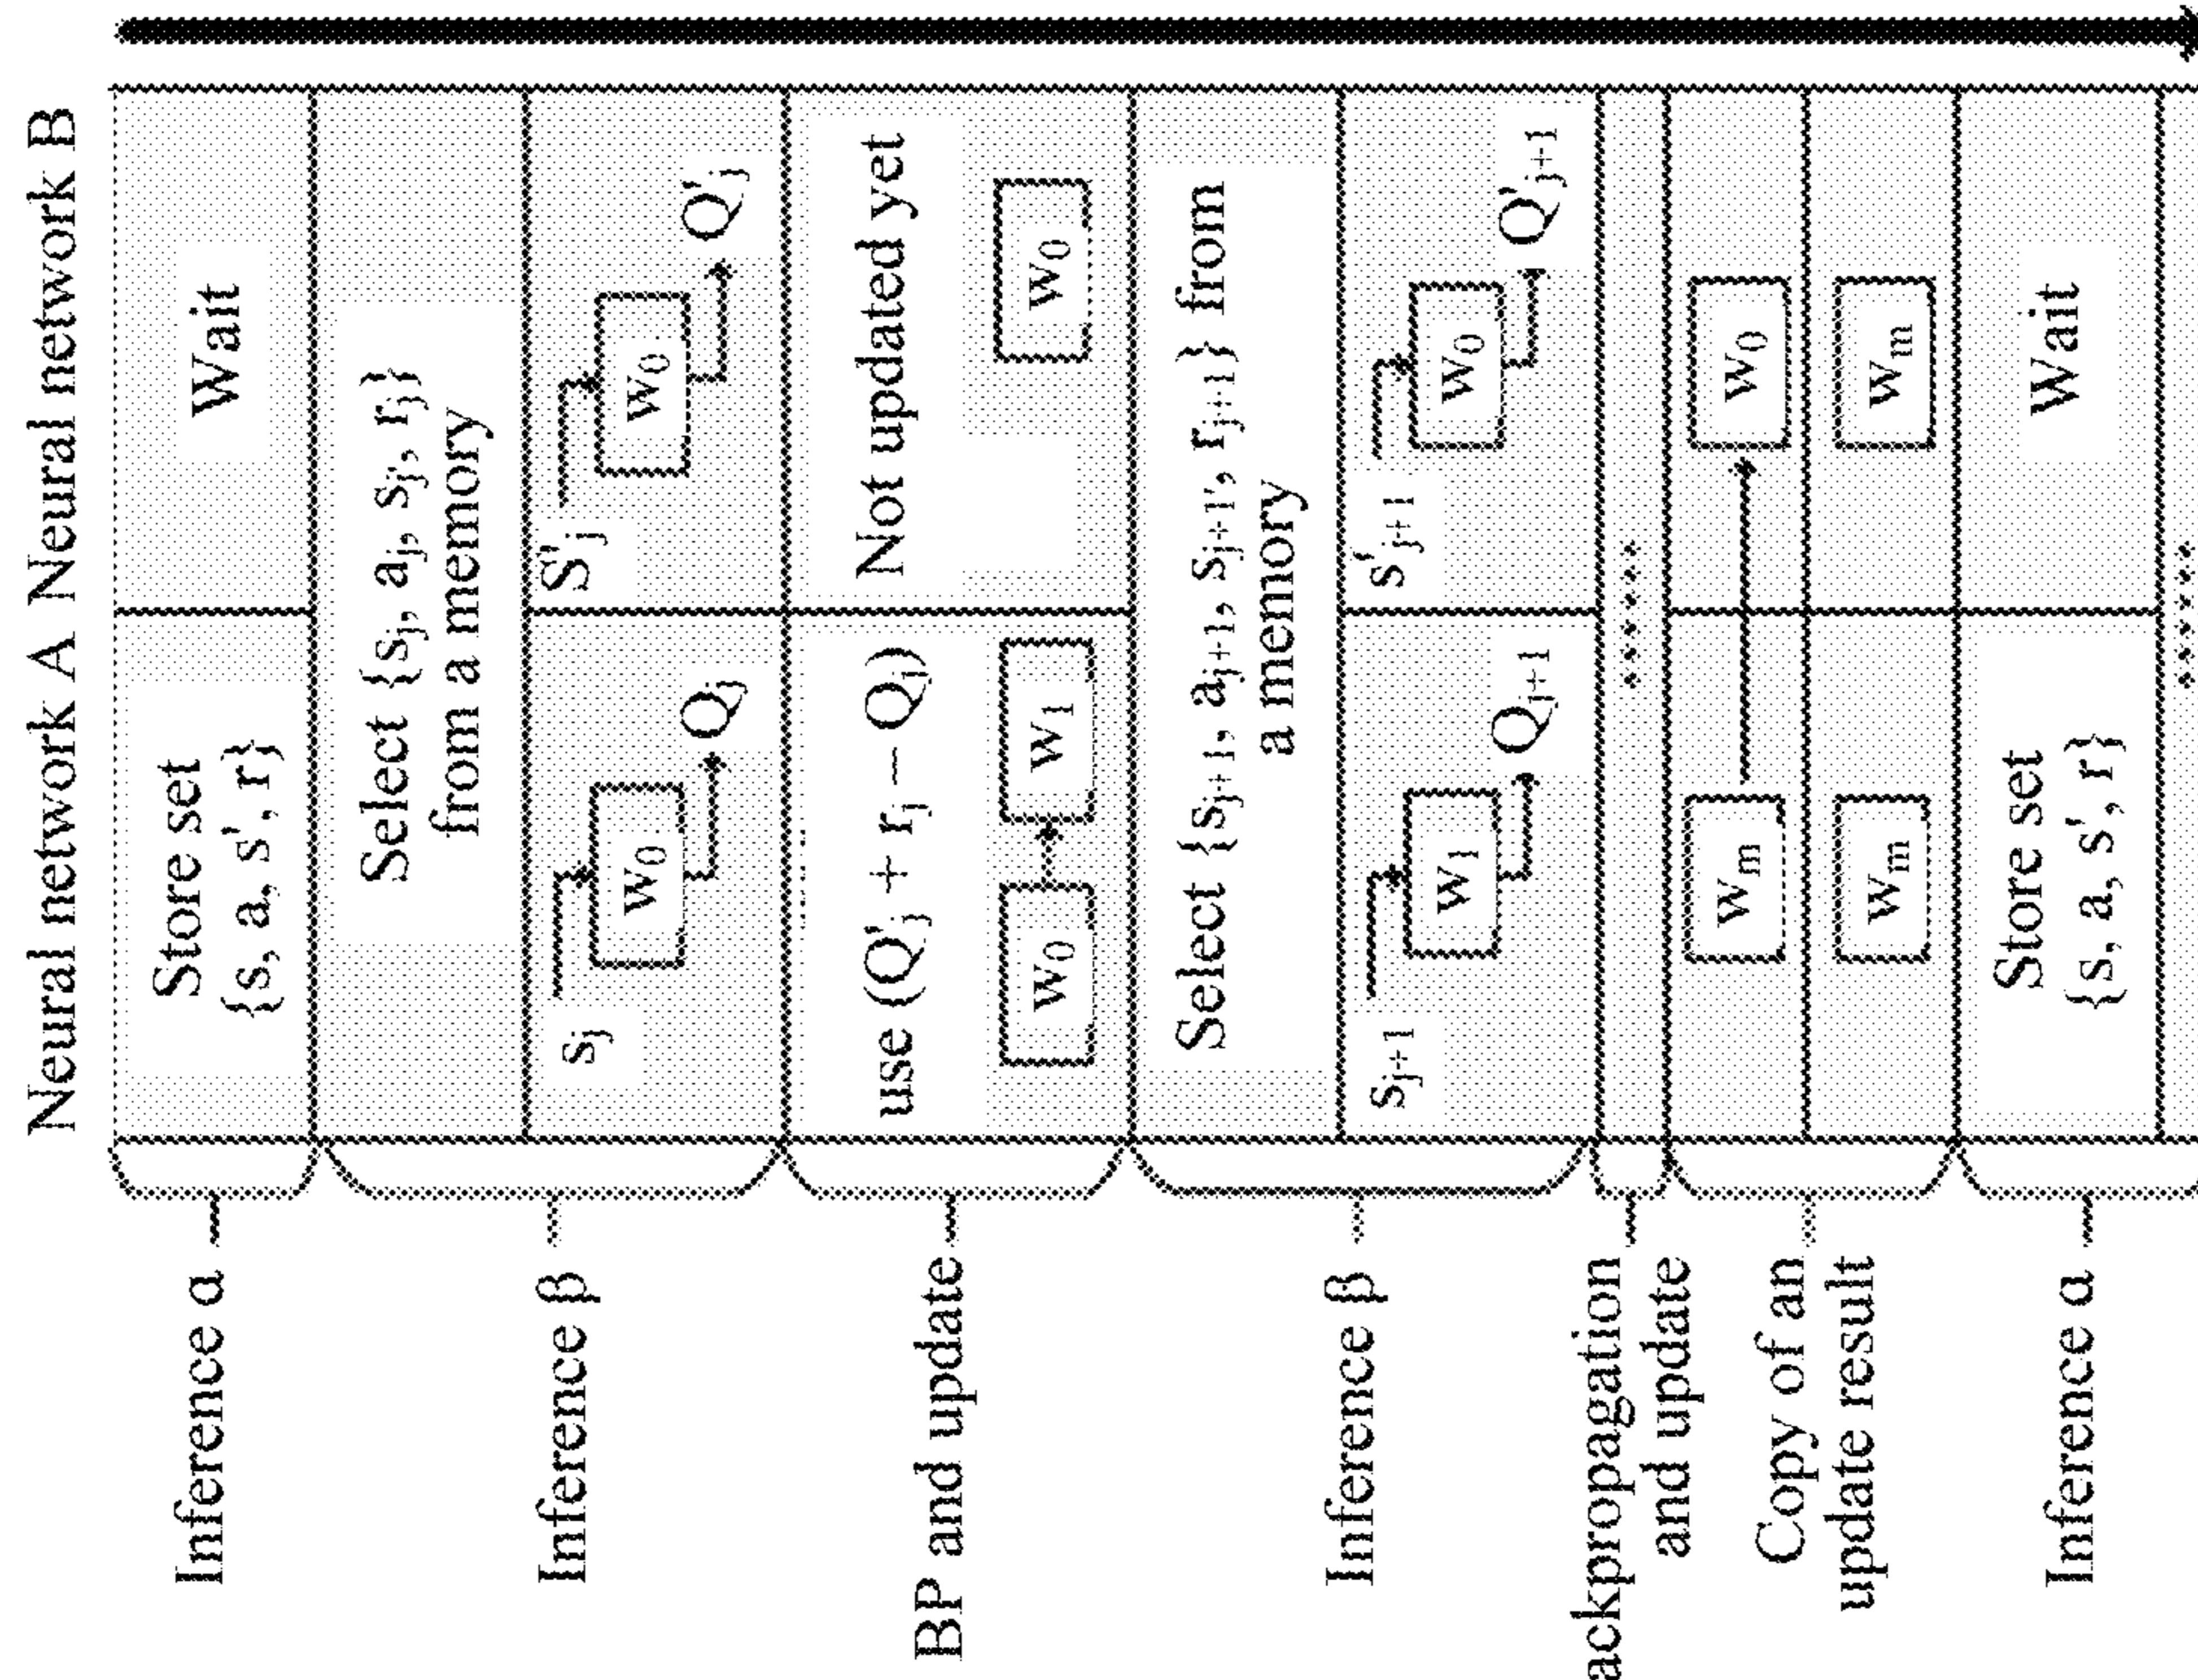 Neural network A Neural network B
Inference α
Store set
{s, a, s', r}
Wait
Inference β
Select {sj, aj, sj', rj}
from a memory
sj
w0
Qj
S'j
w0
Q'j
BP and update
use (Q'j + rj − Qj)
w0
w1
Not updated yet
w0
Inference β
Select {sj+1, aj+1, sj+1', rj+1} from
a memory
sj+1
w1
Qj+1
s'j+1
w0
Q'j+1
ackpropagation
and update
......
Copy of an
update result
wm
w0
wm
wm
Inference α
Store set
{s, a, s', r}
Wait
......